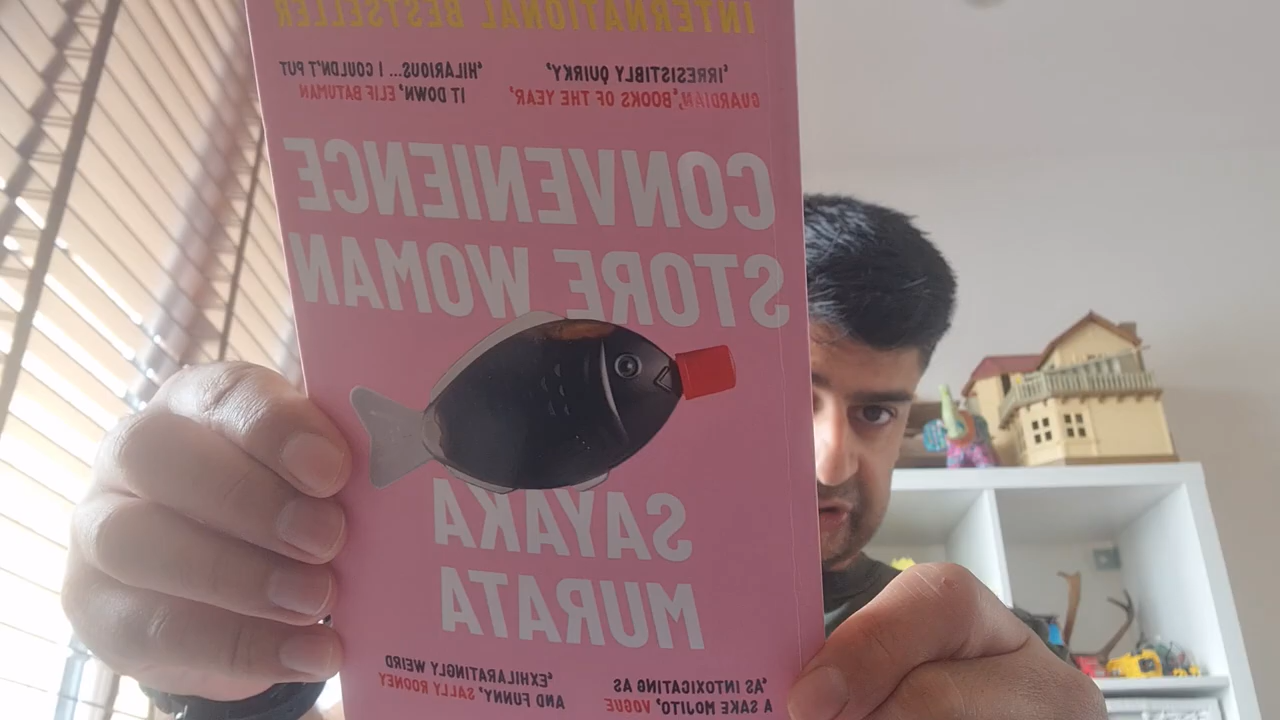 INTERNATIONAL BESTSELLER
'IRRESISTIBLY QUIRKY'
GUARDIAN, 'BOOKS OF THE YEAR'
'HILARIOUS... I COULDN'T PUT
IT DOWN' ELIF BATUMAN
CONVENIENCE
STORE WOMAN
SAYAKA
MURATA
'AS INTOXICATING AS
A SAKE MOJITO' VOGUE
'EXHILARATINGLY WEIRD
AND FUNNY' SALLY ROONEY